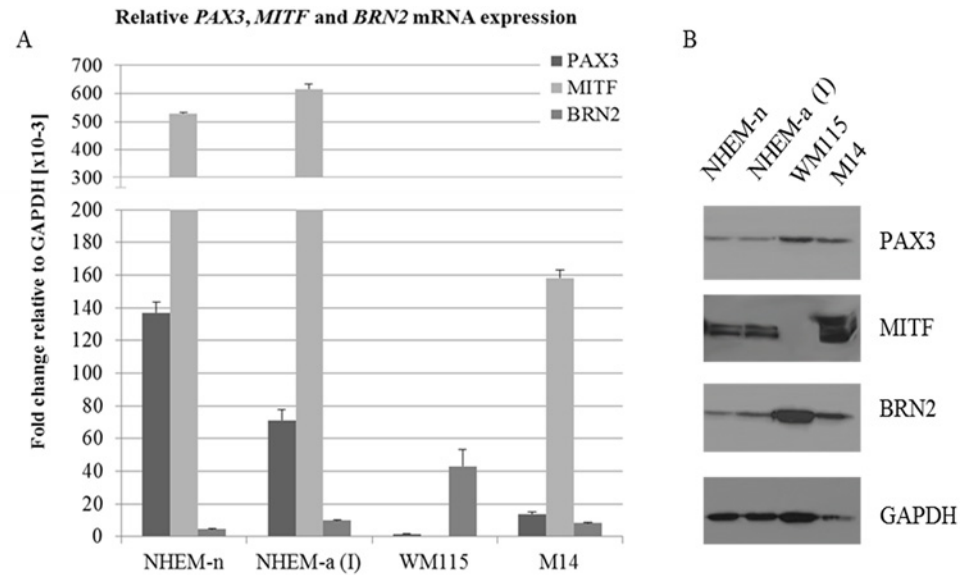 Relative PAX3, MITF and BRN2 mRNA expression
A
Fold change relative to GAPDH [x10-3]
700
600
500
400
300
200
180
160
140
120
100
80
60
40
20
0
PAX3
MITF
BRN2
NHEM-n
NHEM-a (I)
WM115
M14
B
NHEM-n
NHEM-a (I)
WM115
M14
PAX3
MITF
BRN2
GAPDH